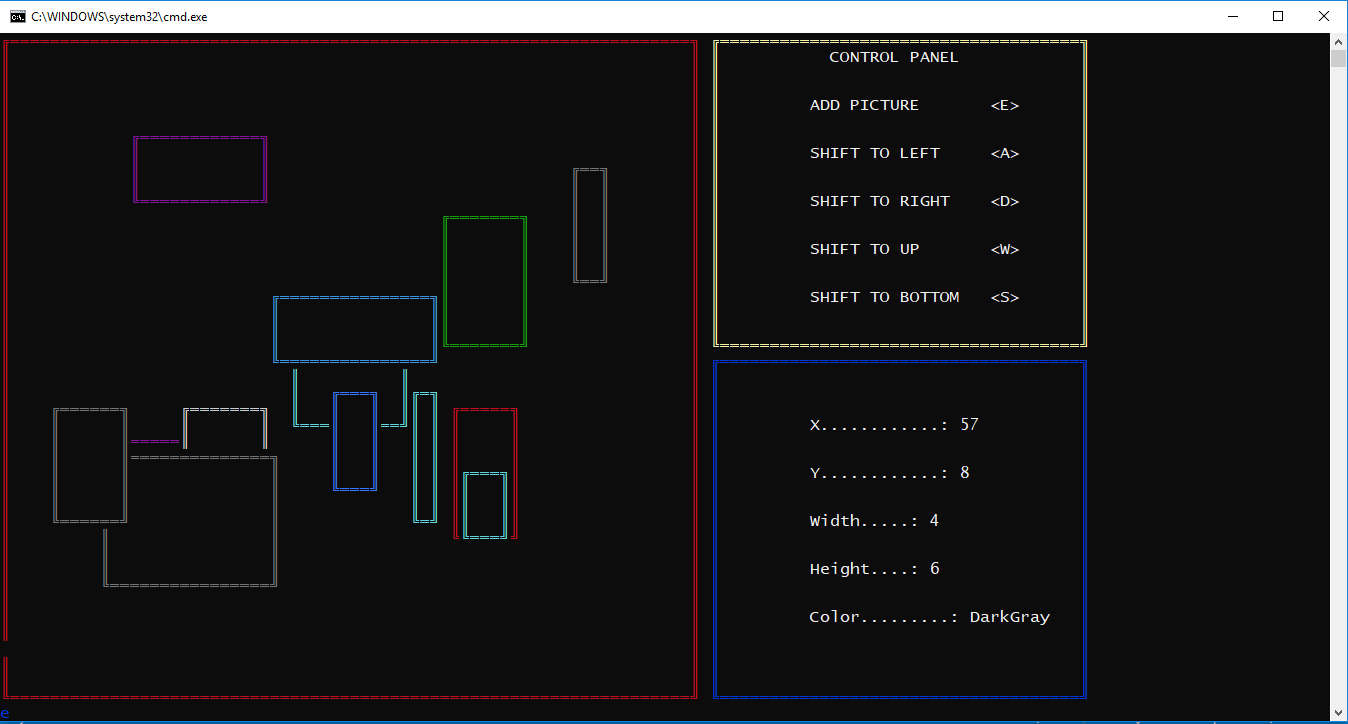 C:\WINDOWS\system32\cmd.exe
CONTROL PANEL
ADD PICTURE <E>
SHIFT TO LEFT <A>
SHIFT TO RIGHT <D>
SHIFT TO UP <W>
SHIFT TO BOTTOM <S>
X............: 57
Y............: 8
Width.....: 4
Height....: 6
Color.........: DarkGray
e